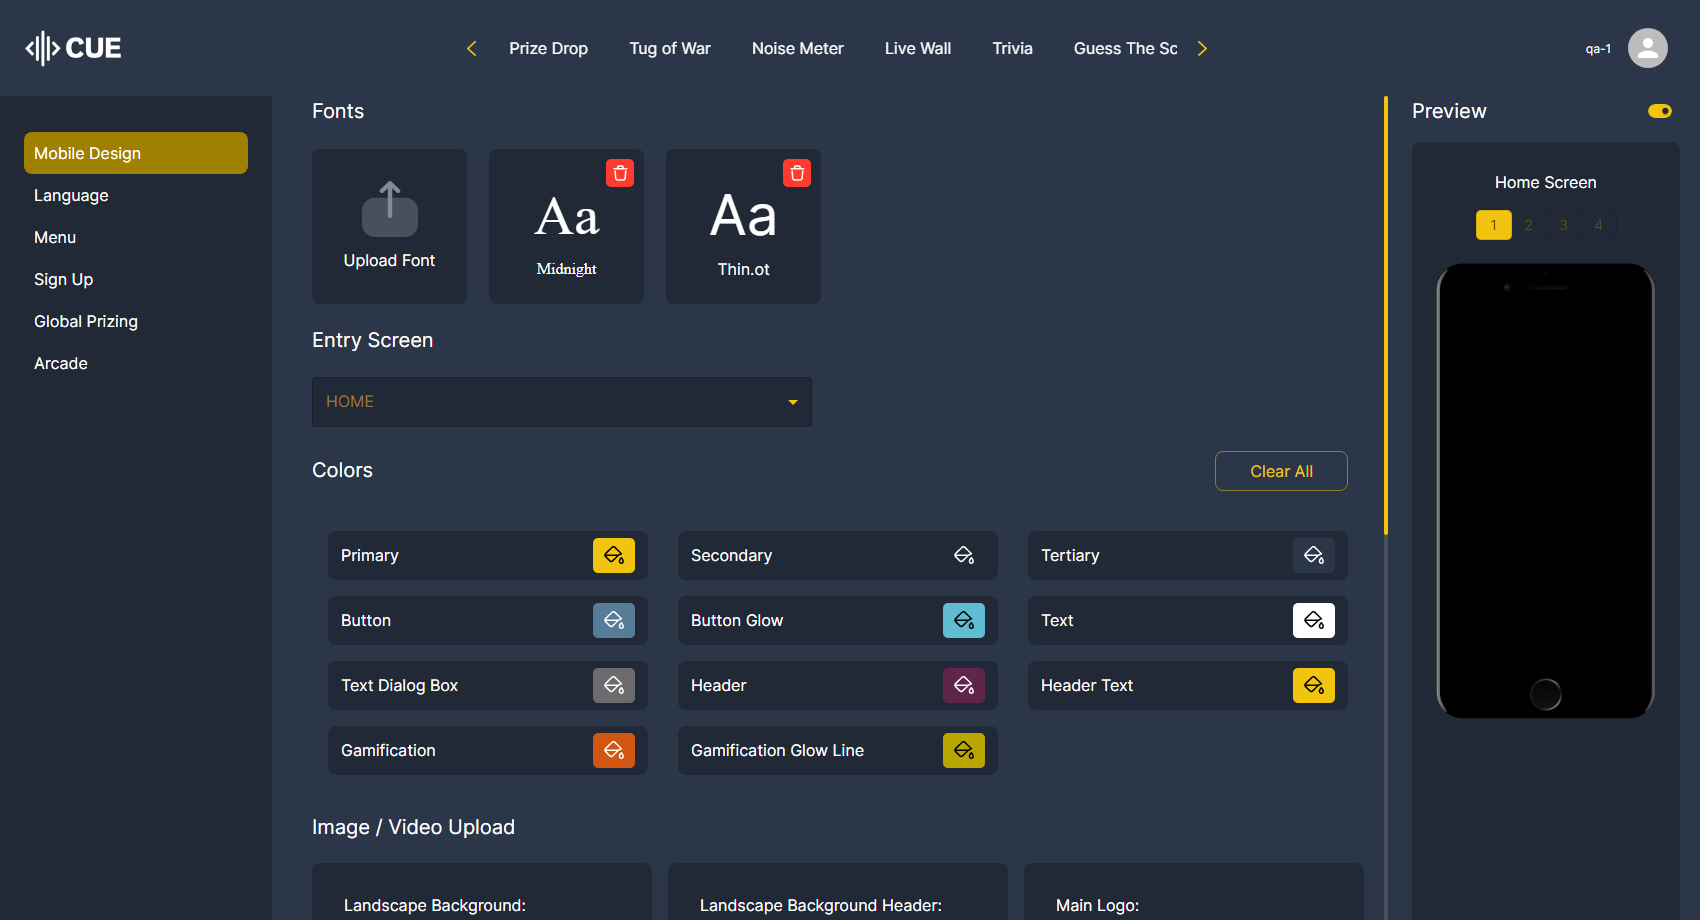 CUE
Prize Drop
Tug of War
Noise Meter
Live Wall
Trivia
Guess The Sc
qa-1
Mobile Design
Language
Menu
Sign Up
Global Prizing
Arcade
Fonts
Upload Font
Aa
Midnight
Aa
Thin.ot
Entry Screen
HOME
Colors
Clear All
Primary
Secondary
Tertiary
Button
Button Glow
Text
Text Dialog Box
Header
Header Text
Gamification
Gamification Glow Line
Image / Video Upload
Landscape Background:
Landscape Background Header:
Main Logo:
Preview
Home Screen
1
2
3
4